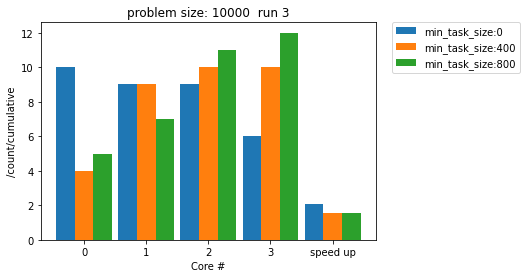 problem size: 10000  run 3
/count/cumulative
12
10
8
6
4
2
0
0 1 2 3 speed up
Core #
min_task_size:0
min_task_size:400
min_task_size:800